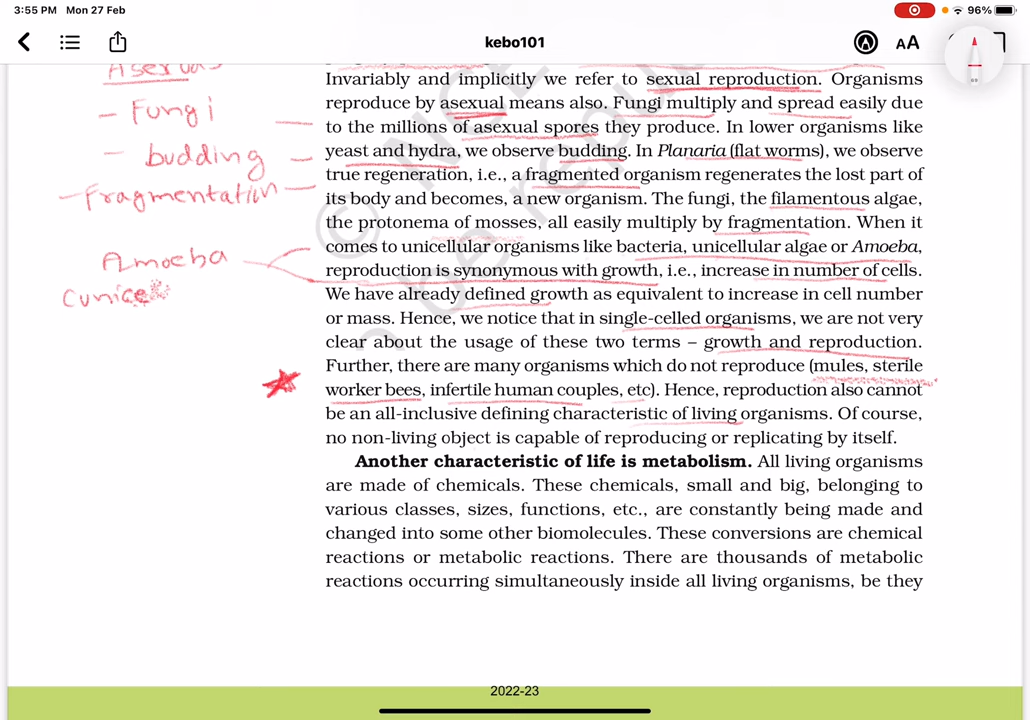 3:55 PM Mon 27 Feb
96%
kebo101
AA
Asexual
- Fungi
- budding
- Fragmentation
Amoeba
Cunice
Invariably and implicitly we refer to sexual reproduction. Organisms
reproduce by asexual means also. Fungi multiply and spread easily due
to the millions of asexual spores they produce. In lower organisms like
yeast and hydra, we observe budding. In Planaria (flat worms), we observe
true regeneration, i.e., a fragmented organism regenerates the lost part of
its body and becomes, a new organism. The fungi, the filamentous algae,
the protonema of mosses, all easily multiply by fragmentation. When it
comes to unicellular organisms like bacteria, unicellular algae or Amoeba,
reproduction is synonymous with growth, i.e., increase in number of cells.
We have already defined growth as equivalent to increase in cell number
or mass. Hence, we notice that in single-celled organisms, we are not very
clear about the usage of these two terms – growth and reproduction.
Further, there are many organisms which do not reproduce (mules, sterile
worker bees, infertile human couples, etc). Hence, reproduction also cannot
be an all-inclusive defining characteristic of living organisms. Of course,
no non-living object is capable of reproducing or replicating by itself.
Another characteristic of life is metabolism. All living organisms
are made of chemicals. These chemicals, small and big, belonging to
various classes, sizes, functions, etc., are constantly being made and
changed into some other biomolecules. These conversions are chemical
reactions or metabolic reactions. There are thousands of metabolic
reactions occurring simultaneously inside all living organisms, be they
2022-23